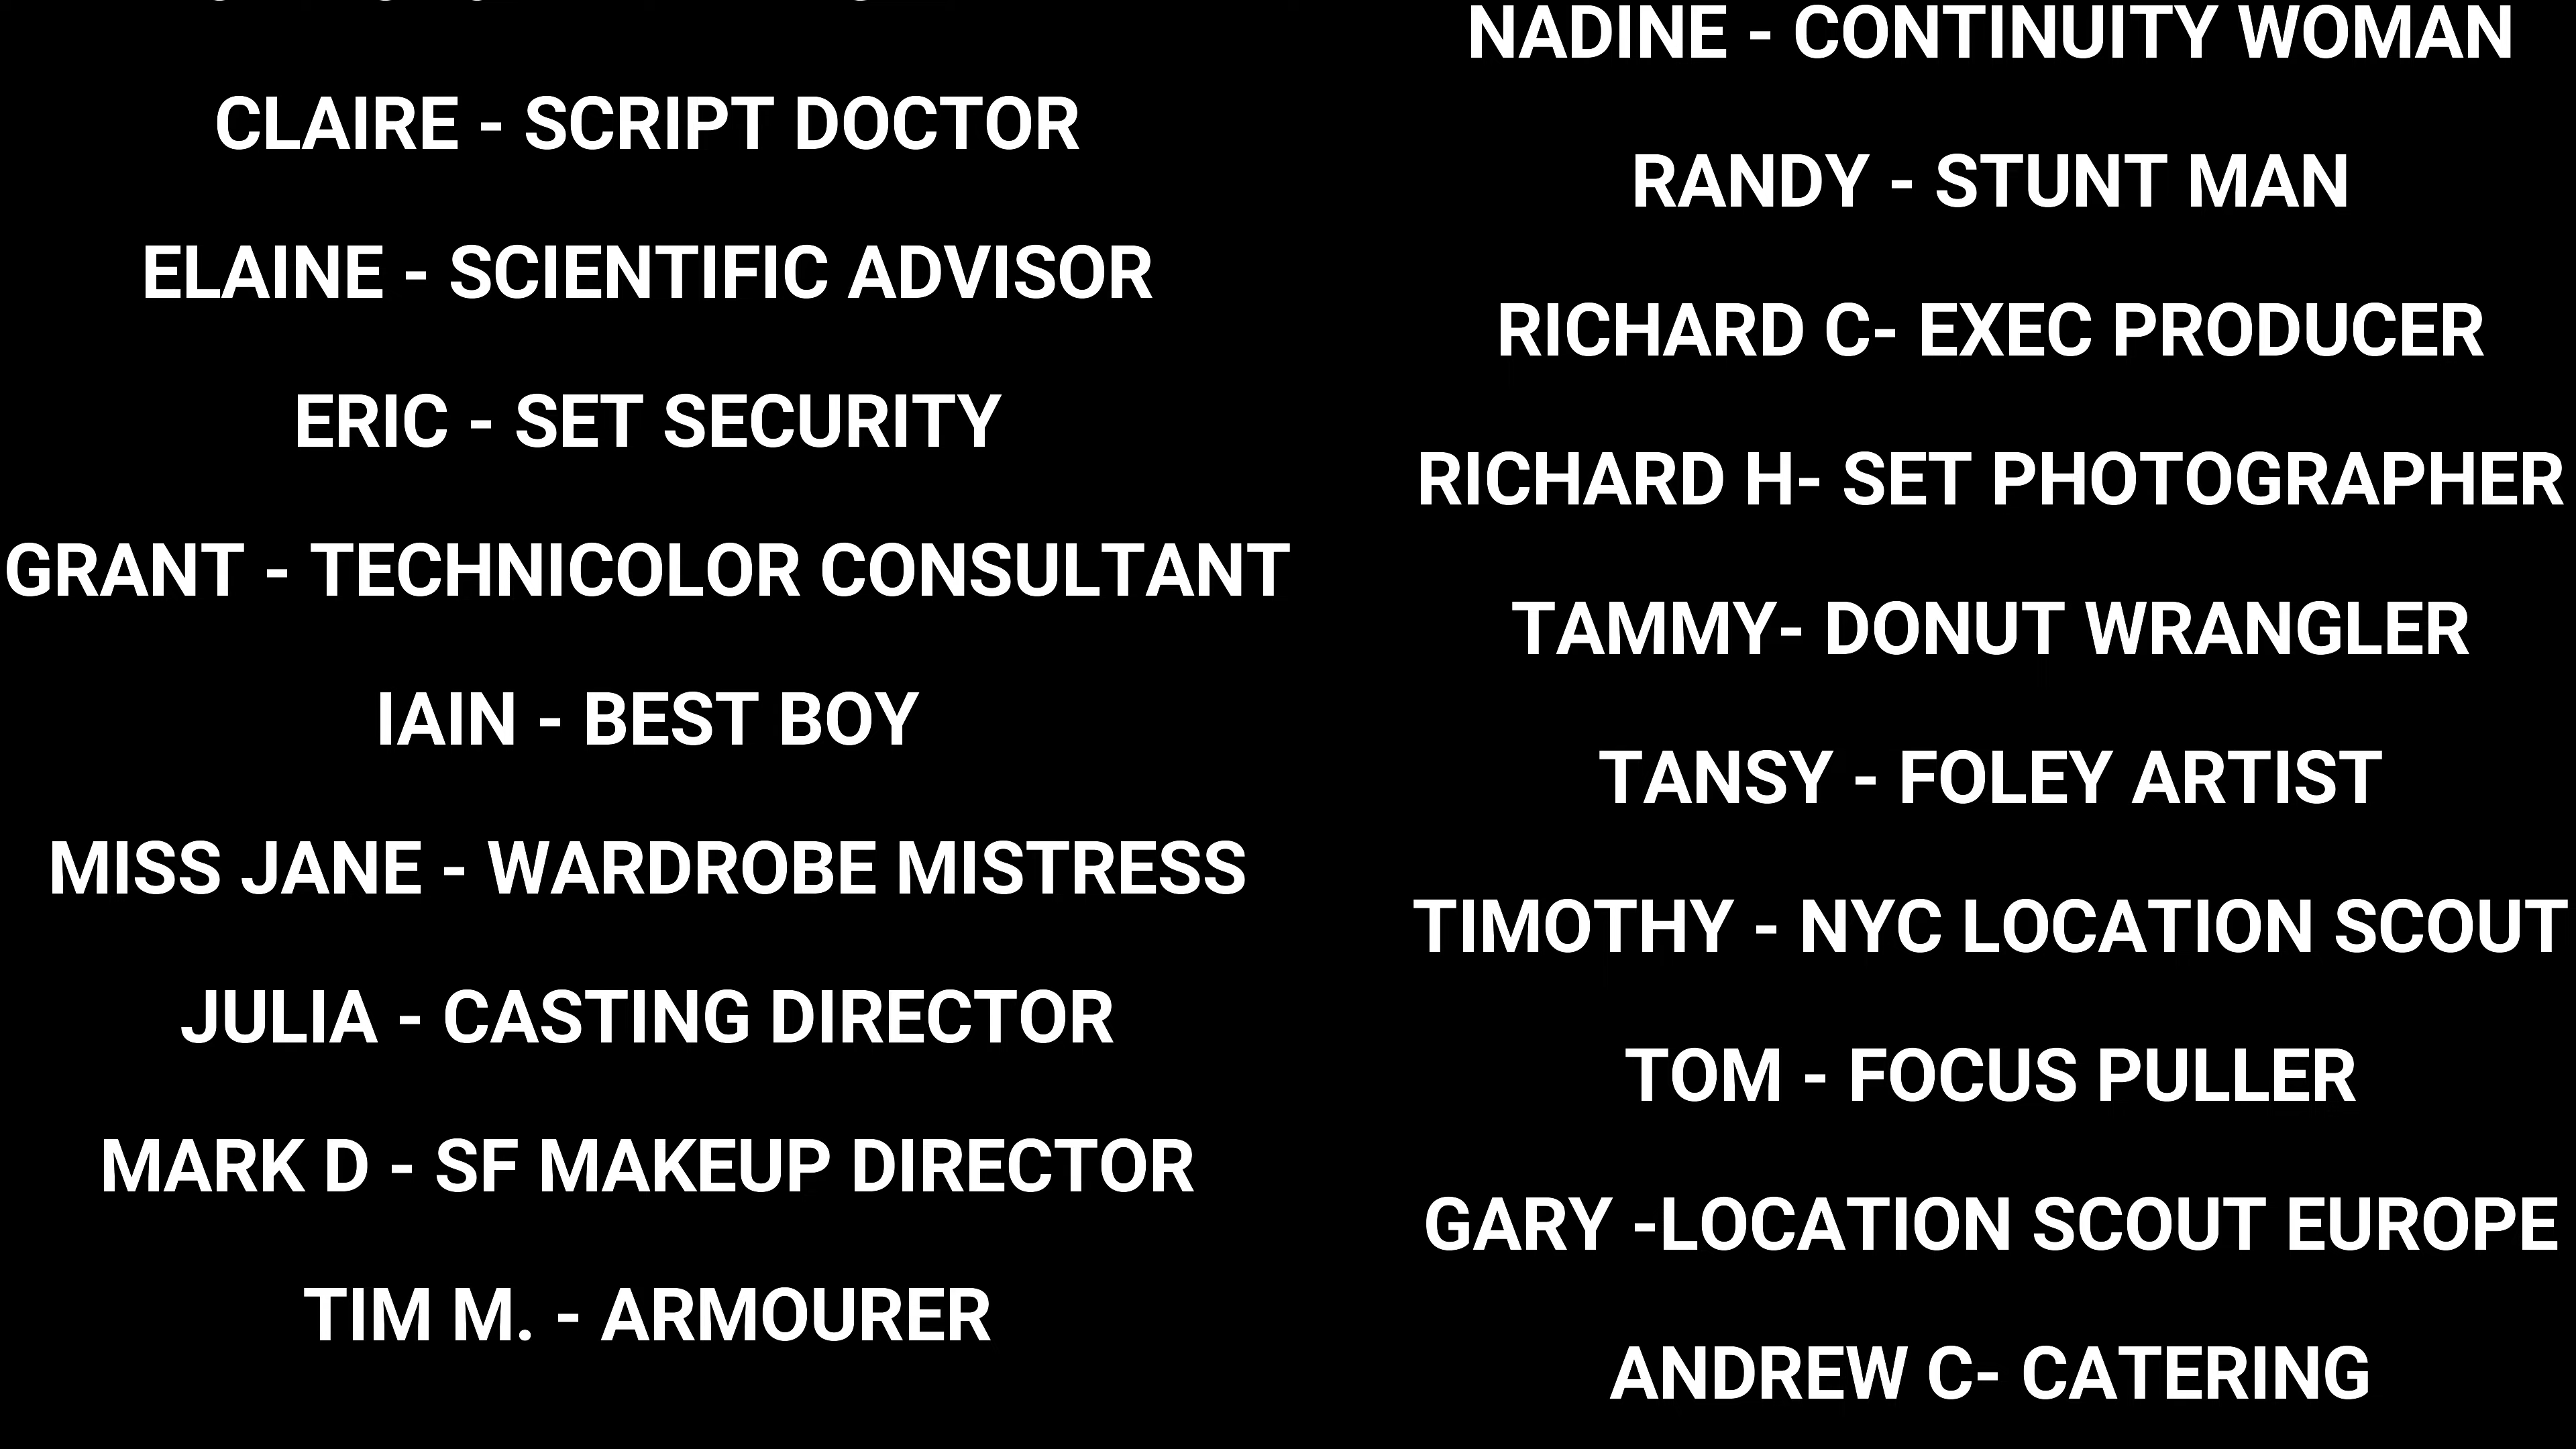 CLAIRE - SCRIPT DOCTOR
ELAINE - SCIENTIFIC ADVISOR
ERIC - SET SECURITY
GRANT - TECHNICOLOR CONSULTANT
IAIN - BEST BOY
MISS JANE - WARDROBE MISTRESS
JULIA - CASTING DIRECTOR
MARK D - SF MAKEUP DIRECTOR
TIM M. - ARMOURER
NADINE - CONTINUITY WOMAN
RANDY - STUNT MAN
RICHARD C- EXEC PRODUCER
RICHARD H- SET PHOTOGRAPHER
TAMMY- DONUT WRANGLER
TANSY - FOLEY ARTIST
TIMOTHY - NYC LOCATION SCOUT
TOM - FOCUS PULLER
GARY -LOCATION SCOUT EUROPE
ANDREW C- CATERING